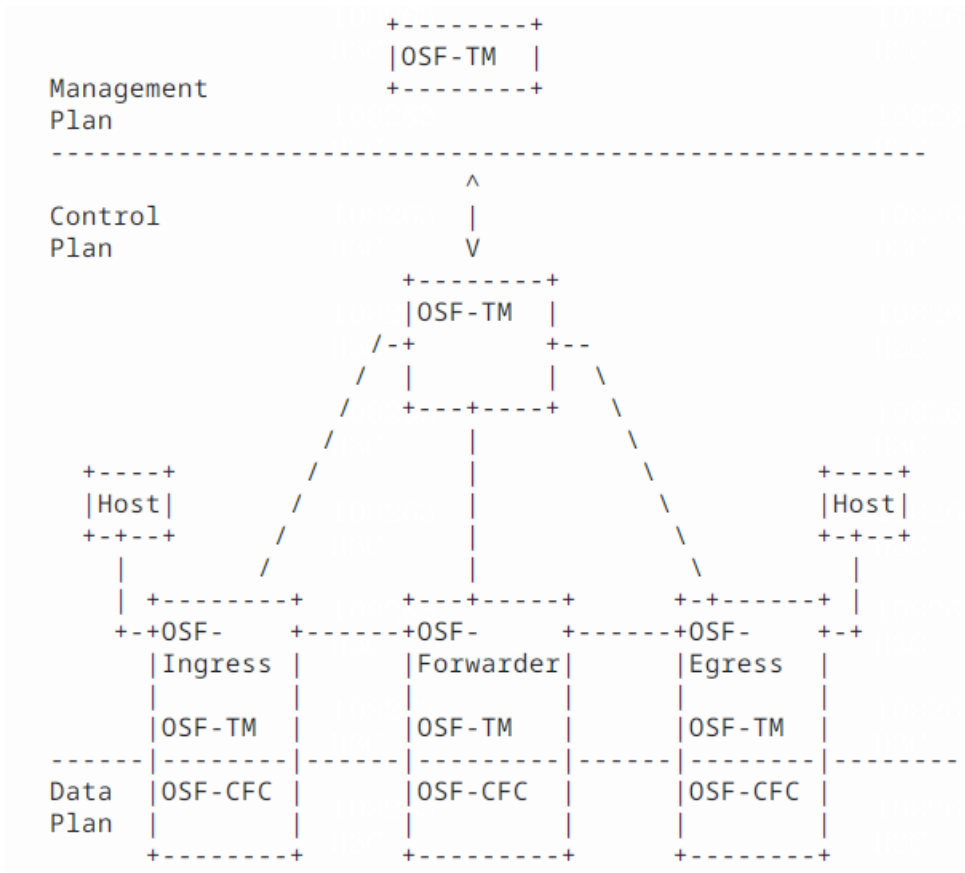 +--------+
|OSF-TM  |
Management           +--------+
Plan
-------------------------------------------------------
^
Control                   |
Plan                      V
+--------+
|OSF-TM  |
/-+        +--
/  |        |  \
/   +---+----+   \
/        |         \
+----+        /         |          \          +----+
|Host|       /          |           \         |Host|
+-+--+      /           |            \        +-+--+
|        /            |             \         |
| +--------+      +---+-----+      +-+------+ |
+-+OSF-    +------+OSF-     +------+OSF-    +-+
|Ingress |      |Forwarder|      |Egress  |
|        |      |         |      |        |
|OSF-TM  |      |OSF-TM   |      |OSF-TM  |
------|--------|------|---------|------|--------|--------
Data  |OSF-CFC |      |OSF-CFC  |      |OSF-CFC |
Plan  |        |      |         |      |        |
+--------+      +---------+      +--------+